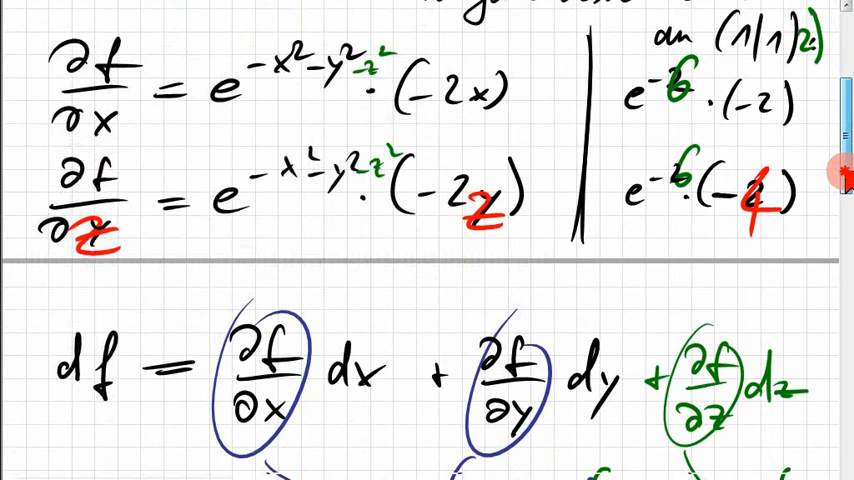 an (1|1|2)
∂f/∂x = e^(-x²-y²-z²) · (-2x) | e^-6 · (-2)
∂f/∂z = e^(-x²-y²-z²) · (-2z) | e^-6 · (-4)
df = ∂f/∂x dx + ∂f/∂y dy + ∂f/∂z dz